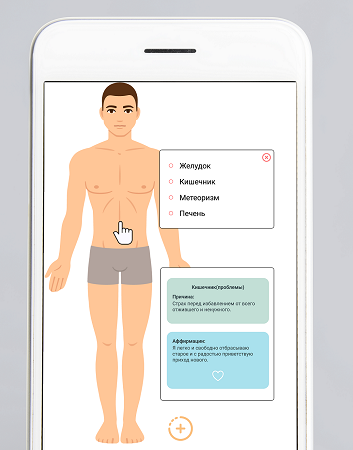 Желудок
Кишечник
Метеоризм
Печень
Кишечник(проблемы)
Причина:
Страх перед избавлением от всего
отжившего и ненужного.
Аффирмации:
Я легко и свободно отбрасываю
старое и с радостью приветствую
приход нового.